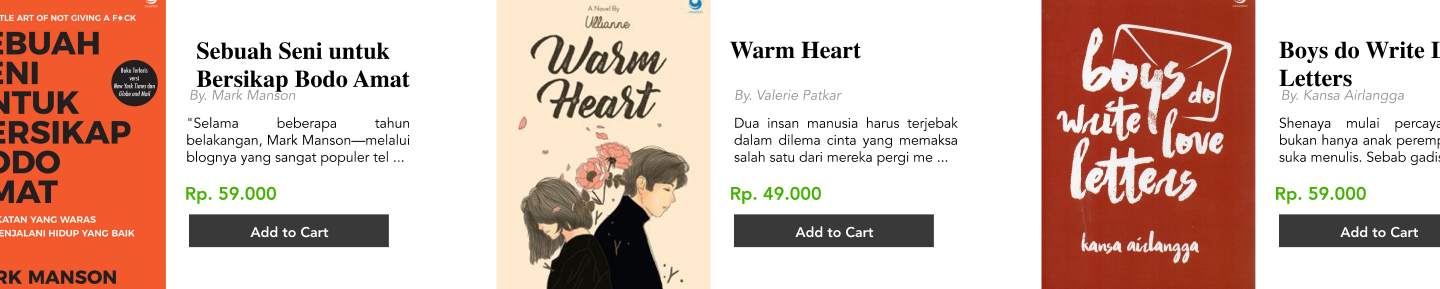 TLE ART OF NOT GIVING A F*CK
EBUAH
ENI
NTUK
ERSIKAP
ODO
MAT
Buku Terlaris
versi
New York Times dan
Globe and Mail
KATAN YANG WARAS
ENJALANI HIDUP YANG BAIK
RK MANSON
Sebuah Seni untuk
Bersikap Bodo Amat
By. Mark Manson
"Selama beberapa tahun
belakangan, Mark Manson—melalui
blognya yang sangat populer tel ...
Rp. 59.000
Add to Cart
A Novel By
Ullianne
Warm
Heart
Warm Heart
By. Valerie Patkar
Dua insan manusia harus terjebak
dalam dilema cinta yang memaksa
salah satu dari mereka pergi me ...
Rp. 49.000
Add to Cart
boys
do
write
love
letters
kansa airlangga
Boys do Write L
Letters
By. Kansa Airlangga
Shenaya mulai percaya
bukan hanya anak peremp
suka menulis. Sebab gadis
Rp. 59.000
Add to Cart